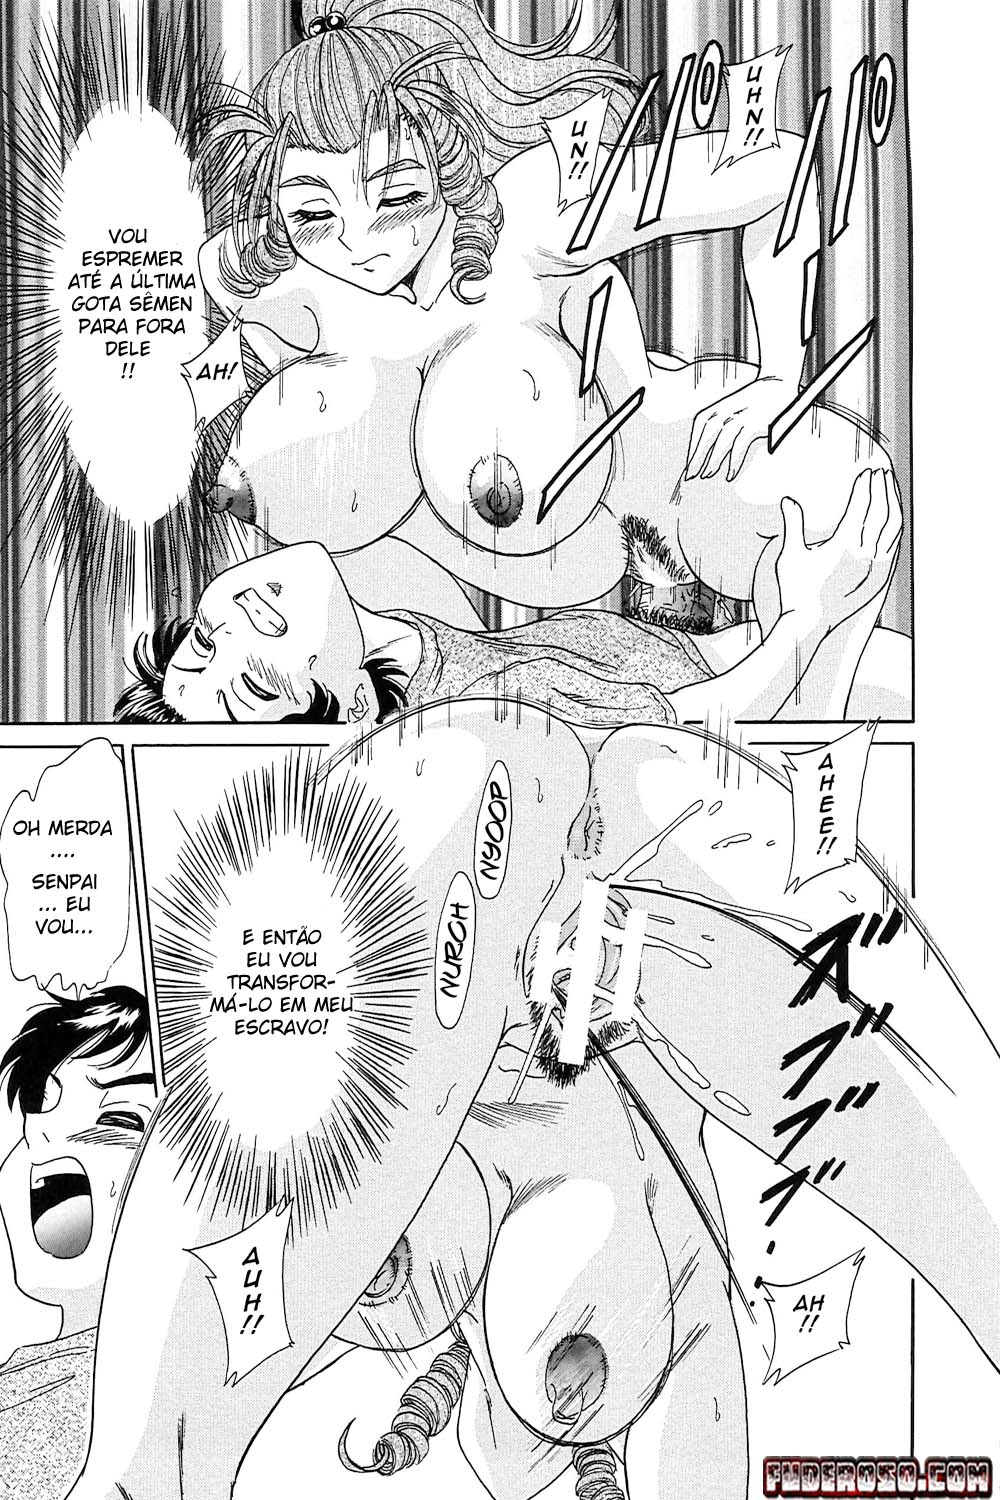 UHN!!
UN!!
VOU
ESPREMER
ATÉ A ÚLTIMA
GOTA SÊMEN
PARA FORA
DELE
!!
AH!
AHEE!!
NYOOP
NURCH
E ENTÃO
EU VOU
TRANSFOR-
MÁ-LO EM MEU
ESCRAVO!
OH MERDA
....
SENPAI
... EU
VOU...
AUH!!
AH
!!
FUDEROSO.COM